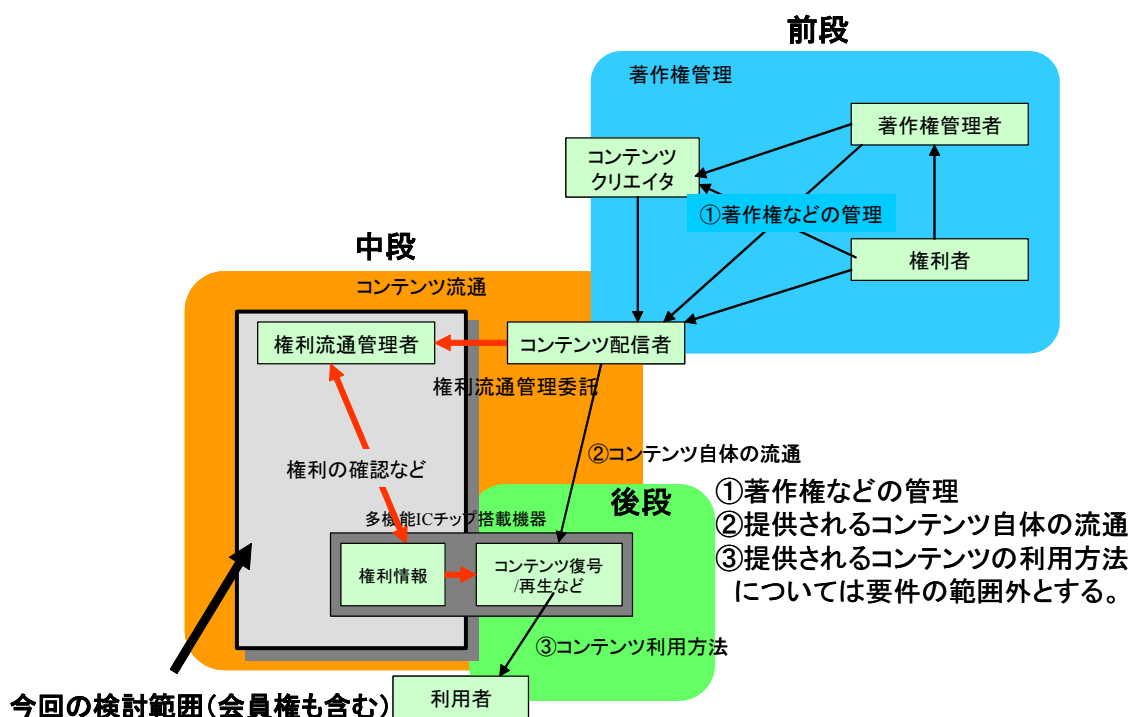 前段
著作権管理
著作権管理者
コンテンツ
クリエイタ
①著作権などの管理
権利者
中段
コンテンツ流通
権利流通管理者
コンテンツ配信者
権利流通管理委託
②コンテンツ自体の流通
権利の確認など
後段
多機能ICチップ搭載機器
権利情報
コンテンツ復号
/再生など
③コンテンツ利用方法
利用者
①著作権などの管理
②提供されるコンテンツ自体の流通
③提供されるコンテンツの利用方法
については要件の範囲外とする。
今回の検討範囲(会員権も含む)